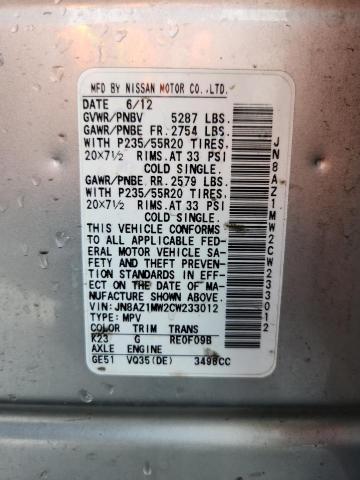 MFD BY NISSAN MOTOR CO.,LTD.
DATE 6/12
GVWR/PNBV 5287 LBS.
GAWR/PNBE FR. 2754 LBS.
WITH P235/55R20 TIRES,
20X7½ RIMS. AT 33 PSI
COLD SINGLE.
GAWR/PNBE RR. 2579 LBS.
WITH P235/55R20 TIRES,
20X7½ RIMS. AT 33 PSI
COLD SINGLE.
THIS VEHICLE CONFORMS
TO ALL APPLICABLE FED-
ERAL MOTOR VEHICLE SA-
FETY AND THEFT PREVENT-
ION STANDARDS IN EFF-
ECT ON THE DATE OF MA-
NUFACTURE SHOWN ABOVE.
VIN:JN8AZ1MW2CW233012
TYPE: MPV
COLOR TRIM TRANS
K23 G RE0F09B
AXLE ENGINE
GE51 VQ35(DE) 3498CC
JN8AZ1MW2CW233012